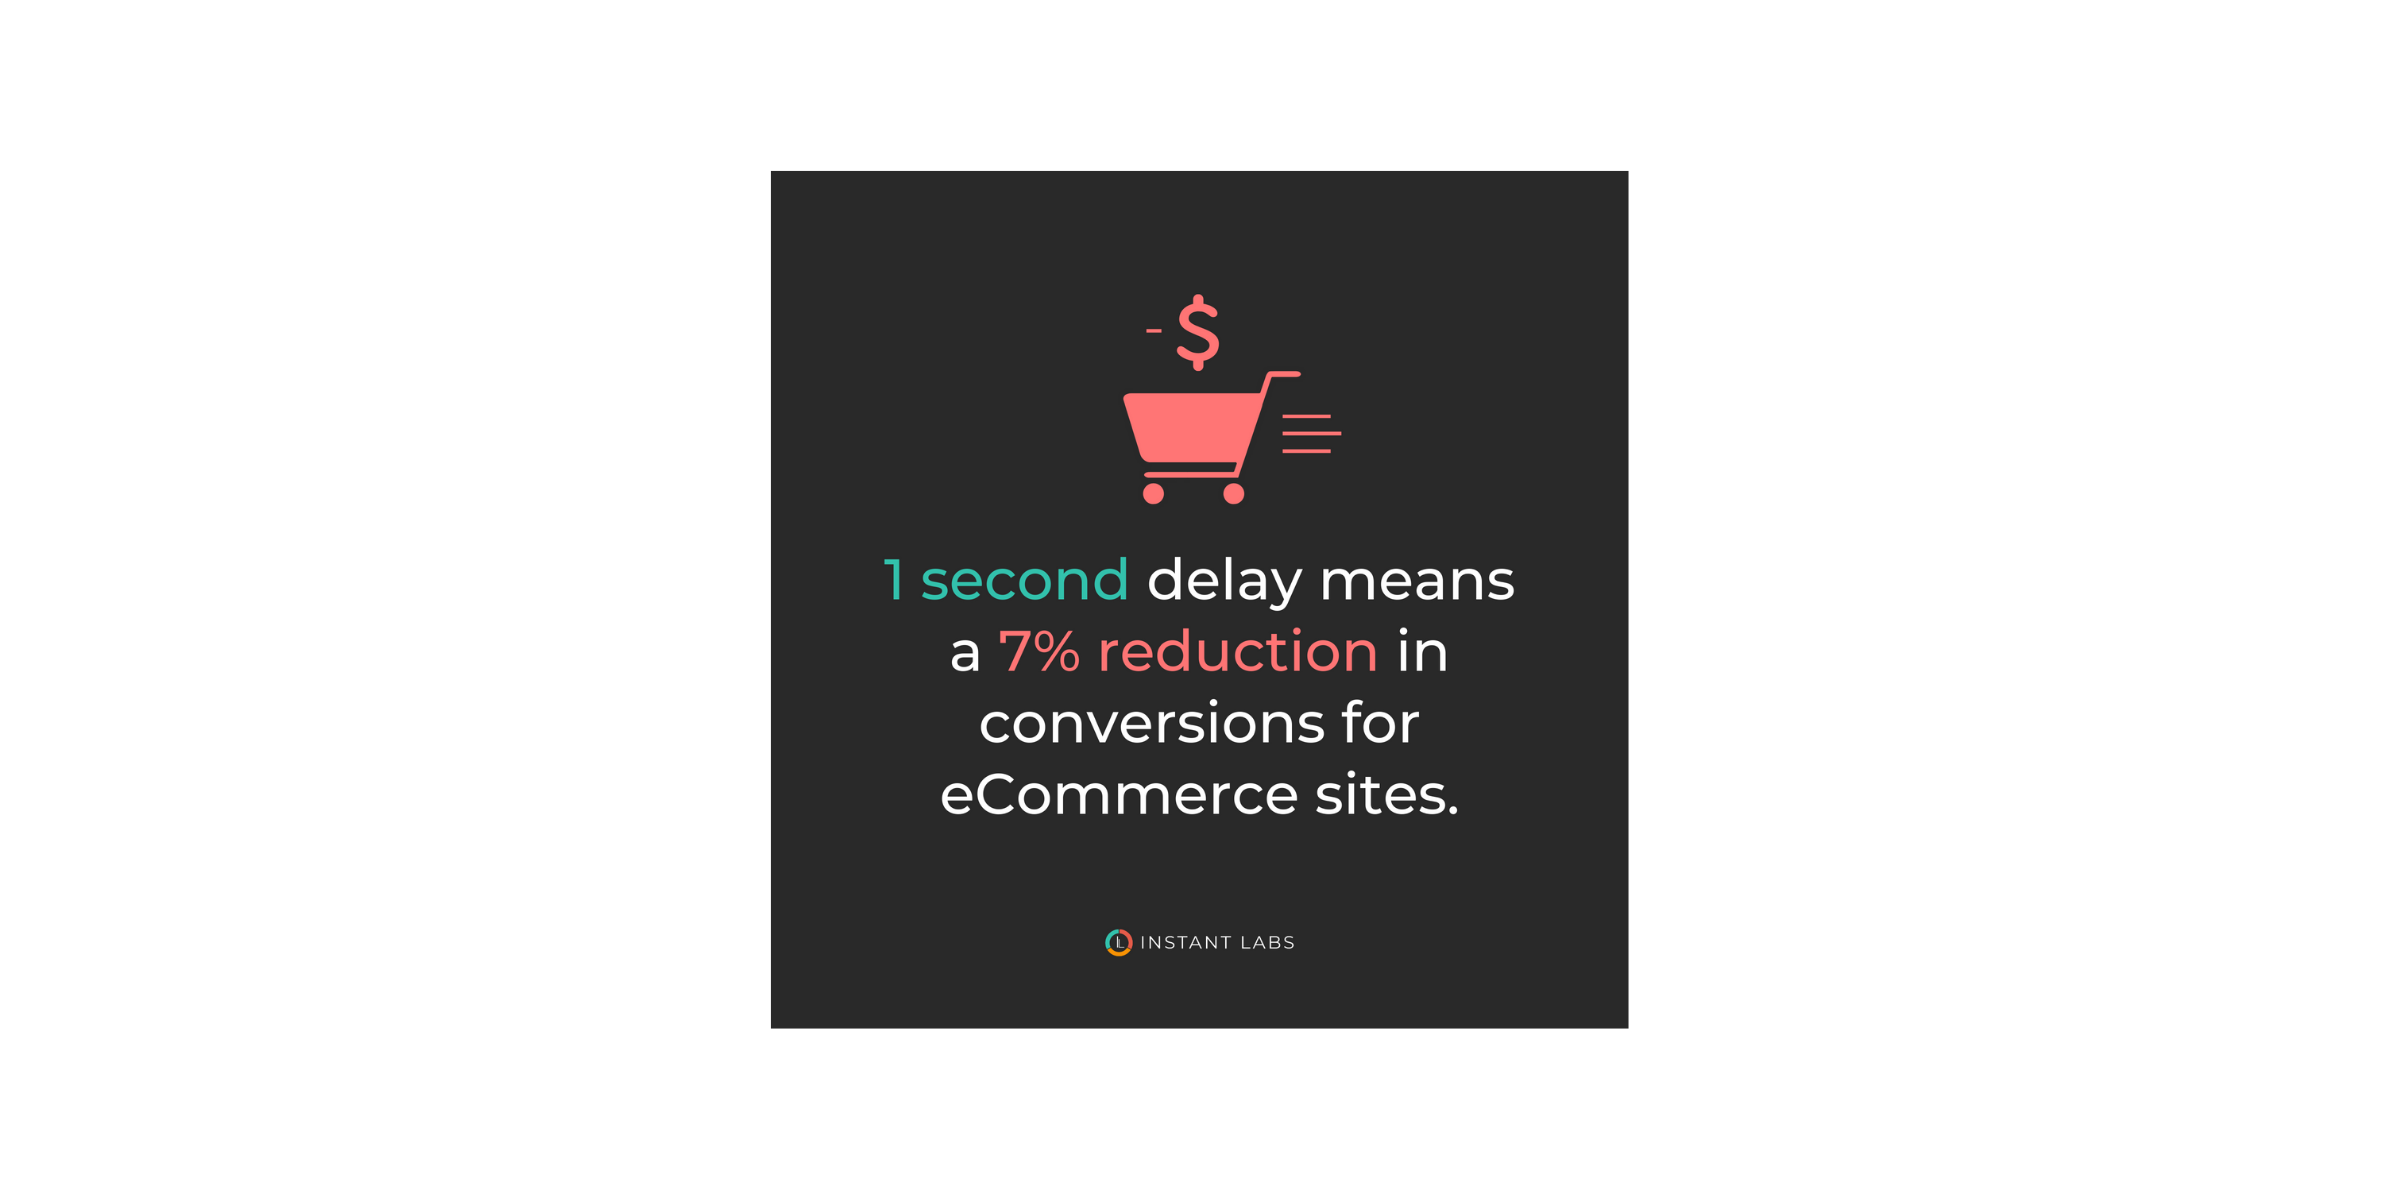 -$
1 second delay means
a 7% reduction in
conversions for
eCommerce sites.
INSTANT LABS